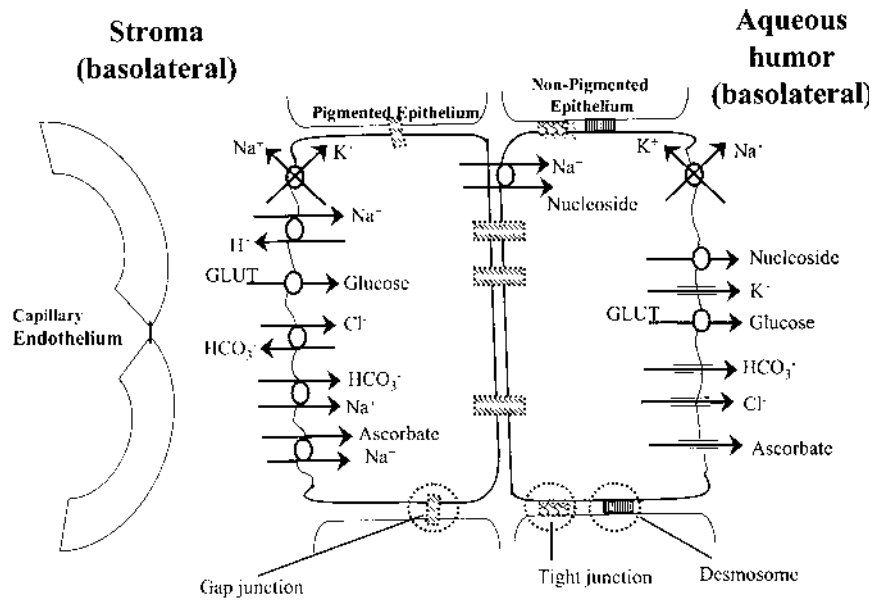 Stroma
(basolateral)
Aqueous
humor
(basolateral)
Pigmented Epithelium
Non-Pigmented
Epithelium
Na⁺
K⁺
Na⁺
H⁺
GLUT
Glucose
Cl⁻
HCO₃⁻
HCO₃⁻
Na⁺
Ascorbate
Na⁺
Capillary
Endothelium
Na⁺
Nucleoside
K⁺
Na⁺
Nucleoside
K⁺
GLUT
Glucose
HCO₃⁻
Cl⁻
Ascorbate
Gap junction
Tight junction
Desmosome